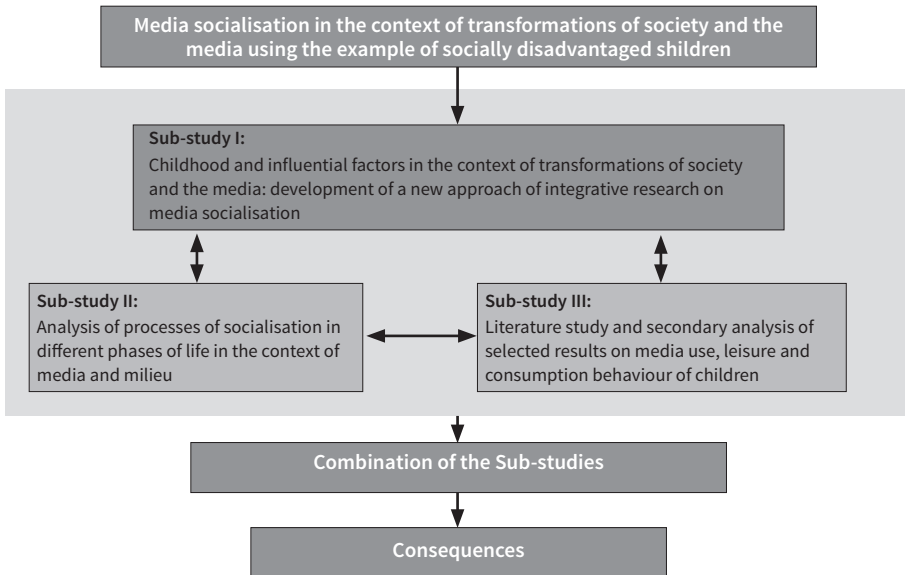 Media socialisation in the context of transformations of society and the
media using the example of socially disadvantaged shildren
Sub-study I:
Childhood and influential factors in the context of transformations of society
and the media: development of a new approach of integrative research on
media socialisation
Sub-study II:
Analysis of processes of socialisation in
different phases of life in the context of
media and milieu
Sub-study III:
Literature study and secondary analysis of
selected results on media use, leisure and
consumption behaviour of children
Combination of the Sub-studies
Consequences